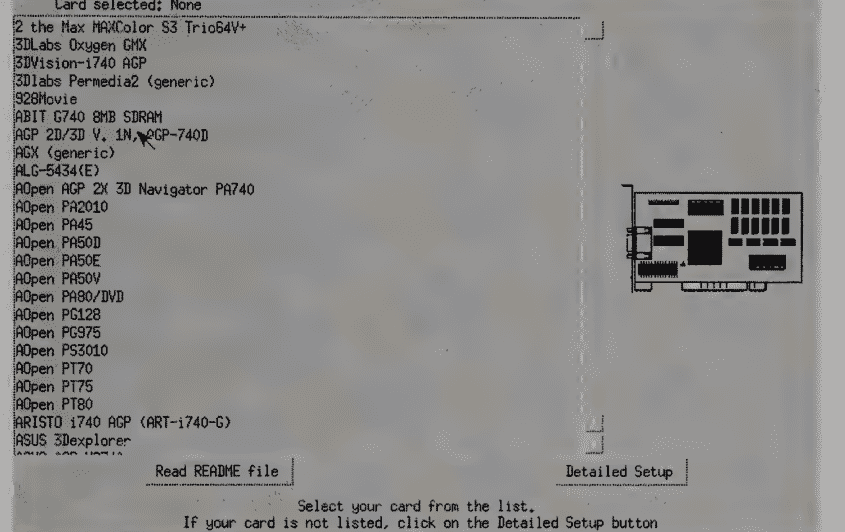 Card selected: None
2 the Max MAXColor S3 Trio64V+
3DLabs Oxygen GMX
3DVision-i740 AGP
3Dlabs Permedia2 (generic)
928Movie
ABIT G740 8MB SDRAM
AGP 2D/3D V. 1N, AGP-740D
AGX (generic)
ALG-5434(E)
AOpen AGP 2X 3D Navigator PA740
AOpen PA2010
AOpen PA45
AOpen PA50D
AOpen PA50E
AOpen PA50V
AOpen PA80/DVD
AOpen PG128
AOpen PG975
AOpen PS3010
AOpen PT70
AOpen PT75
AOpen PT80
ARISTO i740 AGP (ART-i740-G)
ASUS 3Dexplorer
Read README file
Detailed Setup
Select your card from the list.
If your card is not listed, click on the Detailed Setup button